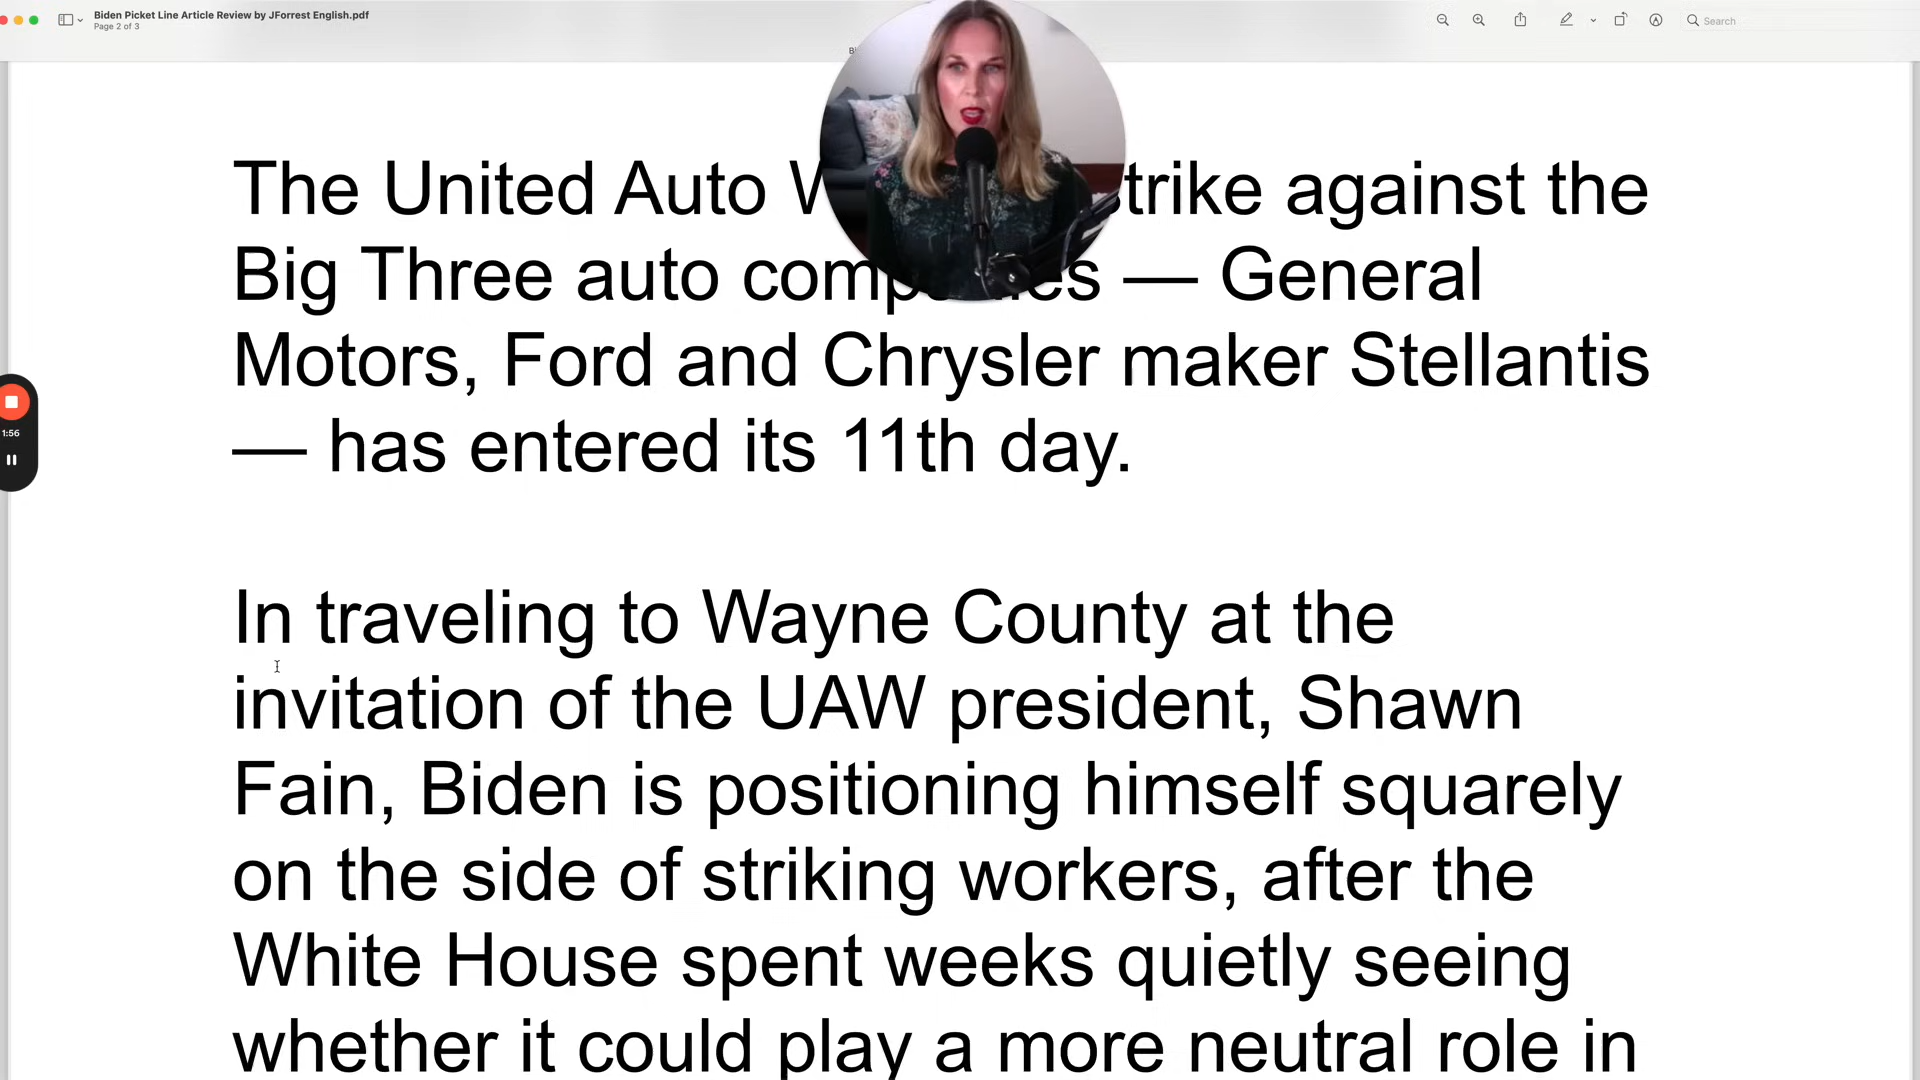 Biden Picket Line Article Review by JForrest English.pdf
Page 2 of 3
Search
The United Auto trike against the
Big Three auto — General
Motors, Ford and Chrysler maker Stellantis
— has entered its 11th day.
1:56
In traveling to Wayne County at the
invitation of the UAW president, Shawn
Fain, Biden is positioning himself squarely
on the side of striking workers, after the
White House spent weeks quietly seeing
whether it could play a more neutral role in